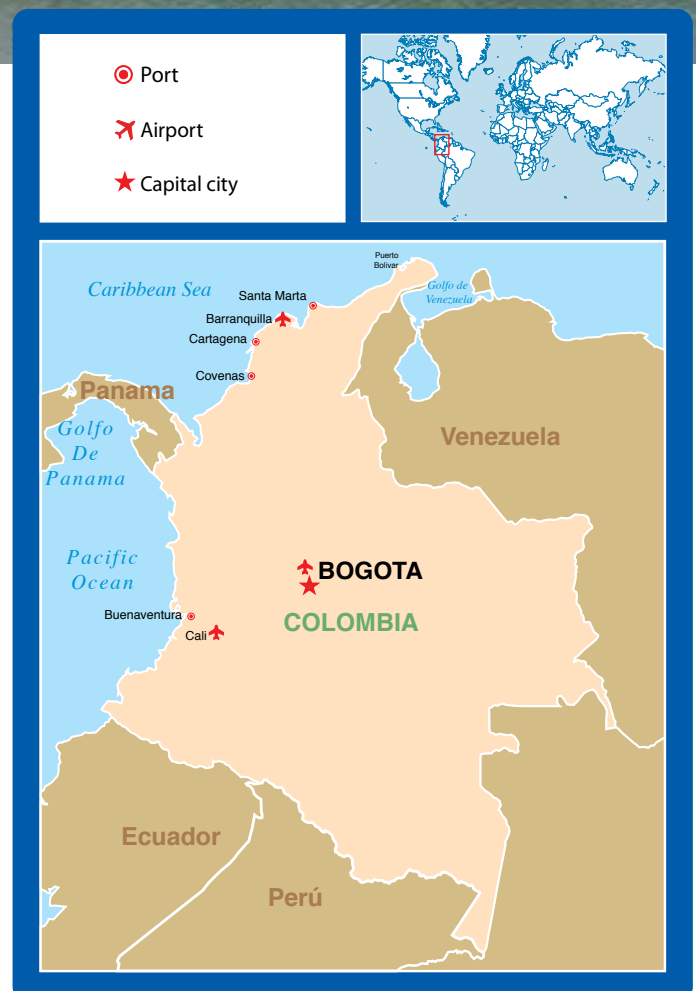 Port
Airport
Capital city
Puerto
Bolivar
Caribbean Sea
Golfo de
Venezuela
Santa Marta
Barranquilla
Cartagena
Covenas
Panama
Golfo
De
Panama
Venezuela
Pacific
Ocean
BOGOTA
Buenaventura
COLOMBIA
Cali
Ecuador
Perú